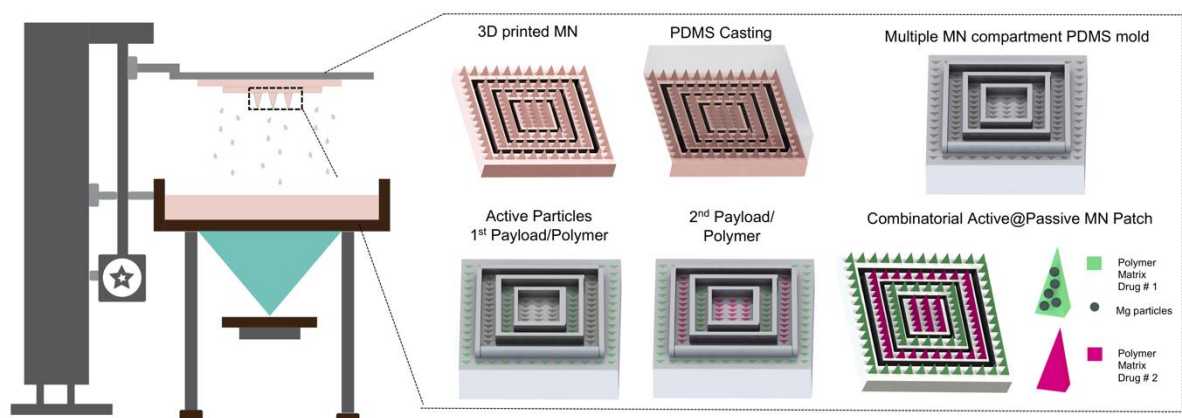 3D printed MN
PDMS Casting
Multiple MN compartment PDMS mold
Active Particles
1st Payload/Polymer
2nd Payload/
Polymer
Combinatorial Active@Passive MN Patch
Polymer
Matrix
Drug # 1
Mg particles
Polymer
Matrix
Drug # 2